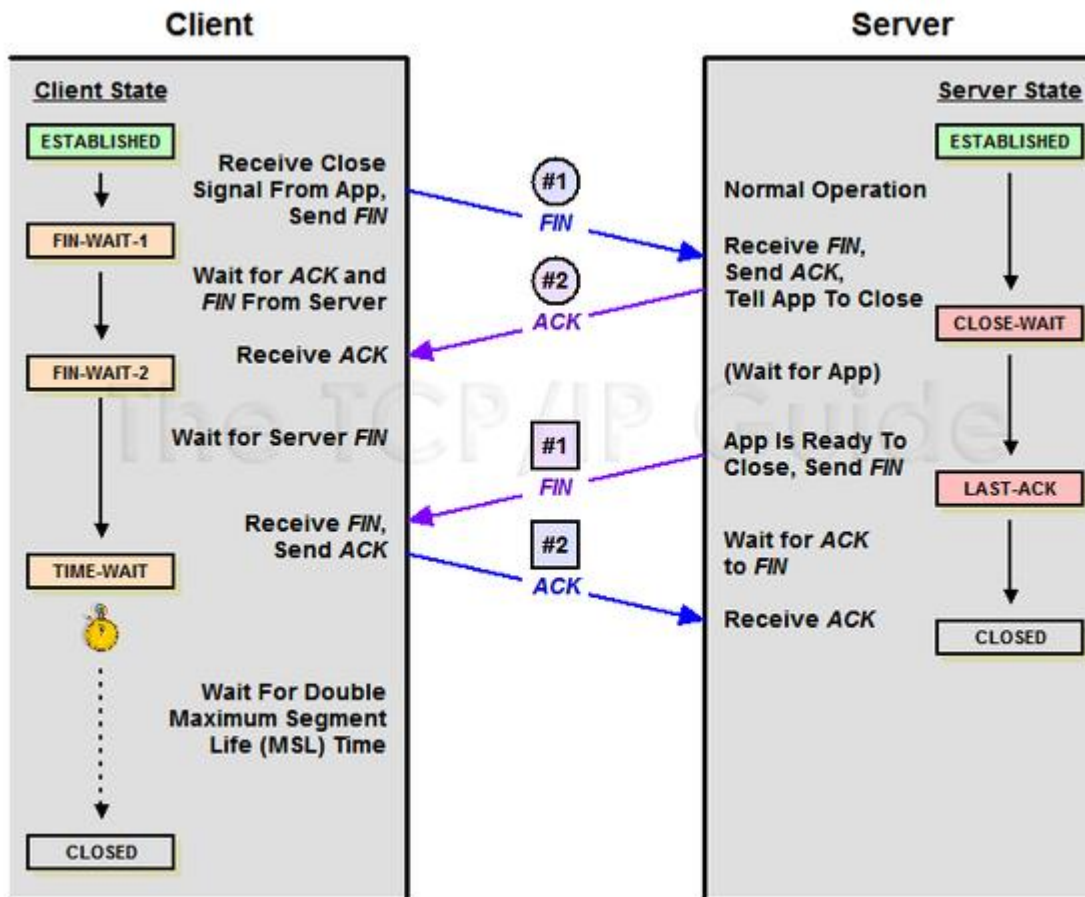 Client
Server
Client State
ESTABLISHED
Receive Close
Signal From App,
Send FIN
FIN-WAIT-1
Wait for ACK and
FIN From Server
Receive ACK
FIN-WAIT-2
Wait for Server FIN
Receive FIN,
Send ACK
TIME-WAIT
Wait For Double
Maximum Segment
Life (MSL) Time
CLOSED
#1
FIN
#2
ACK
#1
FIN
#2
ACK
Server State
ESTABLISHED
Normal Operation
Receive FIN,
Send ACK,
Tell App To Close
CLOSE-WAIT
(Wait for App)
App Is Ready To
Close, Send FIN
LAST-ACK
Wait for ACK
to FIN
Receive ACK
CLOSED
The TCP/IP Guide